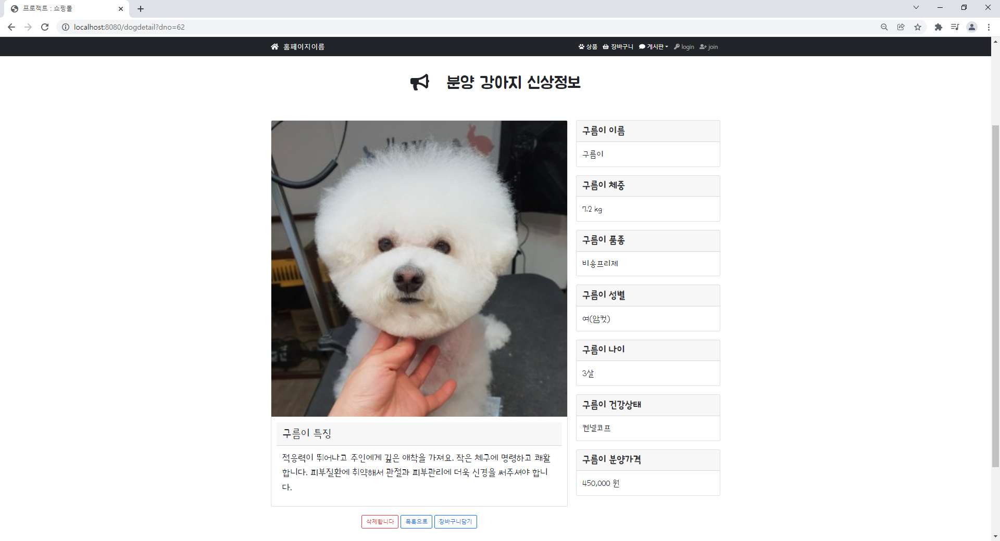 프로젝트 : 쇼핑몰
localhost:8080/dogdetail?dno=62
홈페이지이름
상품 장바구니 게시판 login join
분양 강아지 신상정보
구름이 이름
구름이
구름이 체중
7.2 kg
구름이 품종
비숑프리제
구름이 성별
여(암컷)
구름이 나이
3살
구름이 건강상태
켄넬코프
구름이 분양가격
450,000 원
구름이 특징
적응력이 뛰어나고 주인에게 깊은 애착을 가져요. 작은 체구에 명령하고 쾌활
합니다. 피부질환에 취약해서 관절과 피부관리에 더욱 신경을 써주셔야 합니
다.
삭제합니다 목록으로 장바구니담기